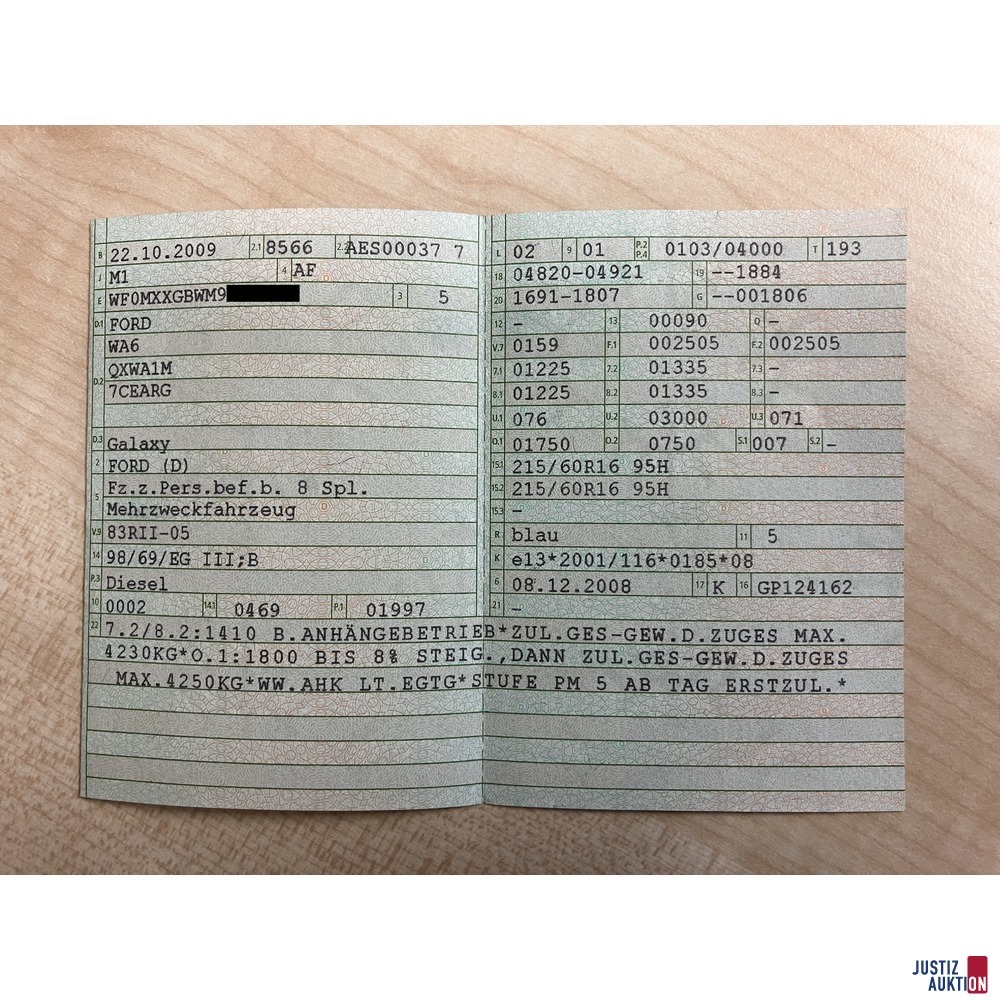 B 22.10.2009 2.1 8566 2.2 AES00037 7
J M1 4 AF
E WF0MXXGBWM9 3 5
D.1 FORD
WA6
D.2 QXWA1M
7CEARG
D.3 Galaxy
2 FORD (D)
5 Fz.z.Pers.bef.b. 8 Spl.
Mehrzweckfahrzeug
V.9 83RII-05
14 98/69/EG III;B
P.3 Diesel
10 0002 14.1 0469 P.1 01997
L 02 9 01 P.2 P.4 0103/04000 T 193
18 04820-04921 19 --1884
20 1691-1807 G --001806
12 - 13 00090 Q -
V.7 0159 F.1 002505 F.2 002505
7.1 01225 7.2 01335 7.3 -
8.1 01225 8.2 01335 8.3 -
U.1 076 U.2 03000 U.3 071
O.1 01750 O.2 0750 S.1 007 S.2 -
15.1 215/60R16 95H
15.2 215/60R16 95H
15.3 -
R blau 11 5
K e13*2001/116*0185*08
6 08.12.2008 17 K 16 GP124162
21 -
22 7.2/8.2:1410 B.ANHÄNGEBETRIEB*ZUL.GES-GEW.D.ZUGES MAX.
4230KG*O.1:1800 BIS 8% STEIG.,DANN ZUL.GES-GEW.D.ZUGES
MAX.4250KG*WW.AHK LT.EGTG*STUFE PM 5 AB TAG ERSTZUL.*
JUSTIZ
AUKTION